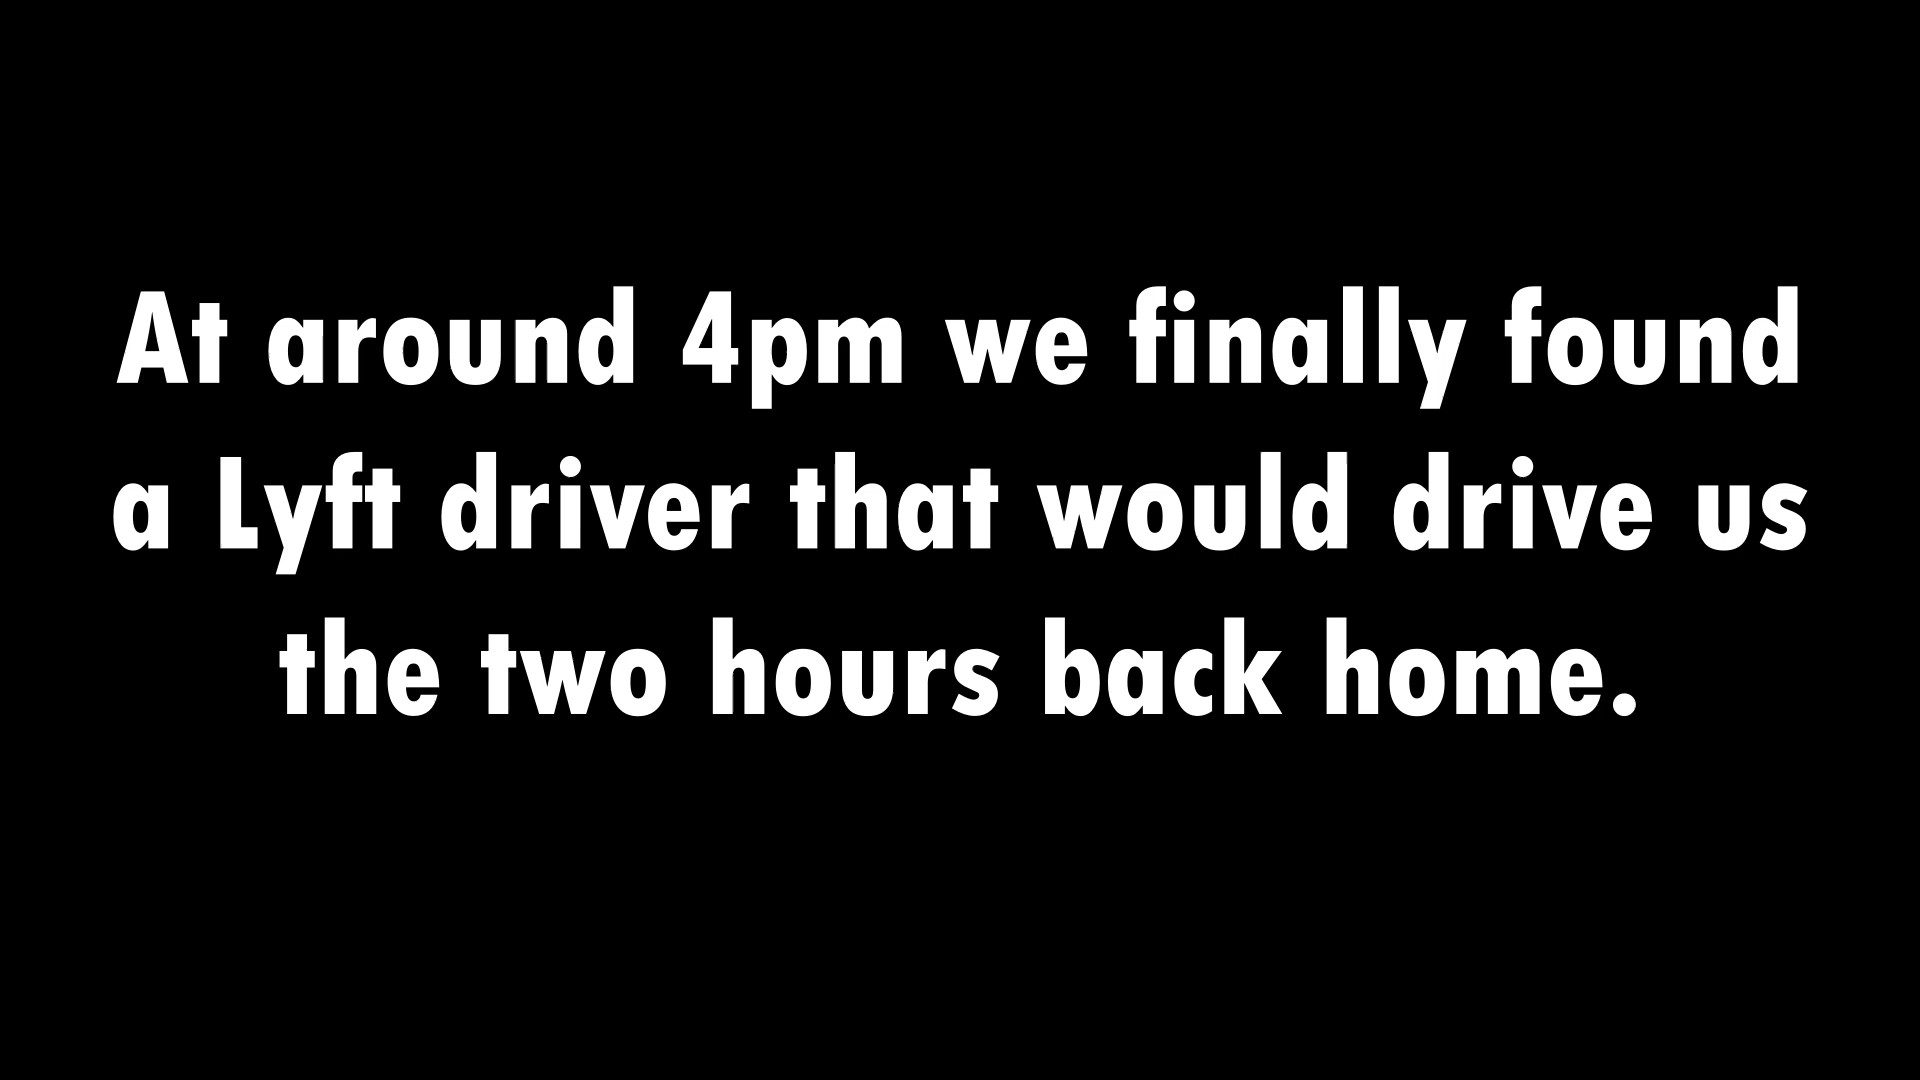 At around 4pm we finally found
a Lyft driver that would drive us
the two hours back home.